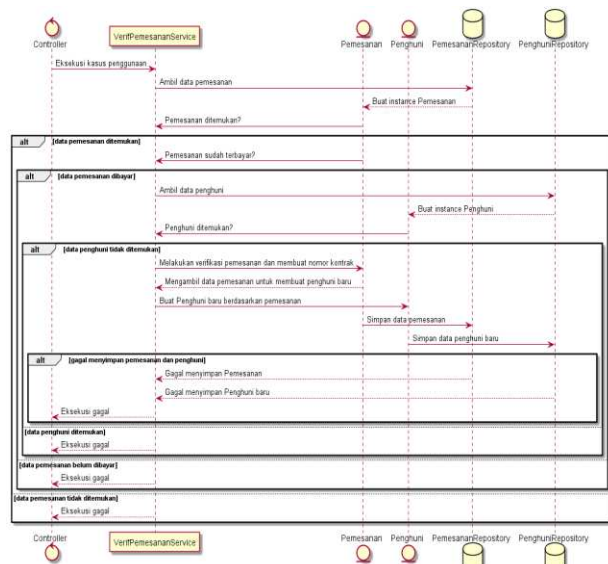 Controller
VerifPemesananService
Pemesanan
Penghuni
PemesananRepository
PenghuniRepository
Eksekusi kasus penggunaan
Ambil data pemesanan
Buat instance Pemesanan
Pemesanan ditemukan?
alt [data pemesanan ditemukan]
Pemesanan sudah terbayar?
alt [data pemesanan dibayar]
Ambil data penghuni
Buat instance Penghuni
Penghuni ditemukan?
alt [data penghuni tidak ditemukan]
Melakukan verifikasi pemesanan dan membuat nomor kontrak
Mengambil data pemesanan untuk membuat penghuni baru
Buat Penghuni baru berdasarkan pemesanan
Simpan data pemesanan
Simpan data penghuni baru
alt [gagal menyimpan pemesanan dan penghuni]
Gagal menyimpan Pemesanan
Gagal menyimpan Penghuni baru
Eksekusi gagal
[data penghuni ditemukan]
Eksekusi gagal
[data pemesanan belum dibayar]
Eksekusi gagal
[data pemesanan tidak ditemukan]
Eksekusi gagal
Controller
VerifPemesananService
Pemesanan
Penghuni
PemesananRepository
PenghuniRepository